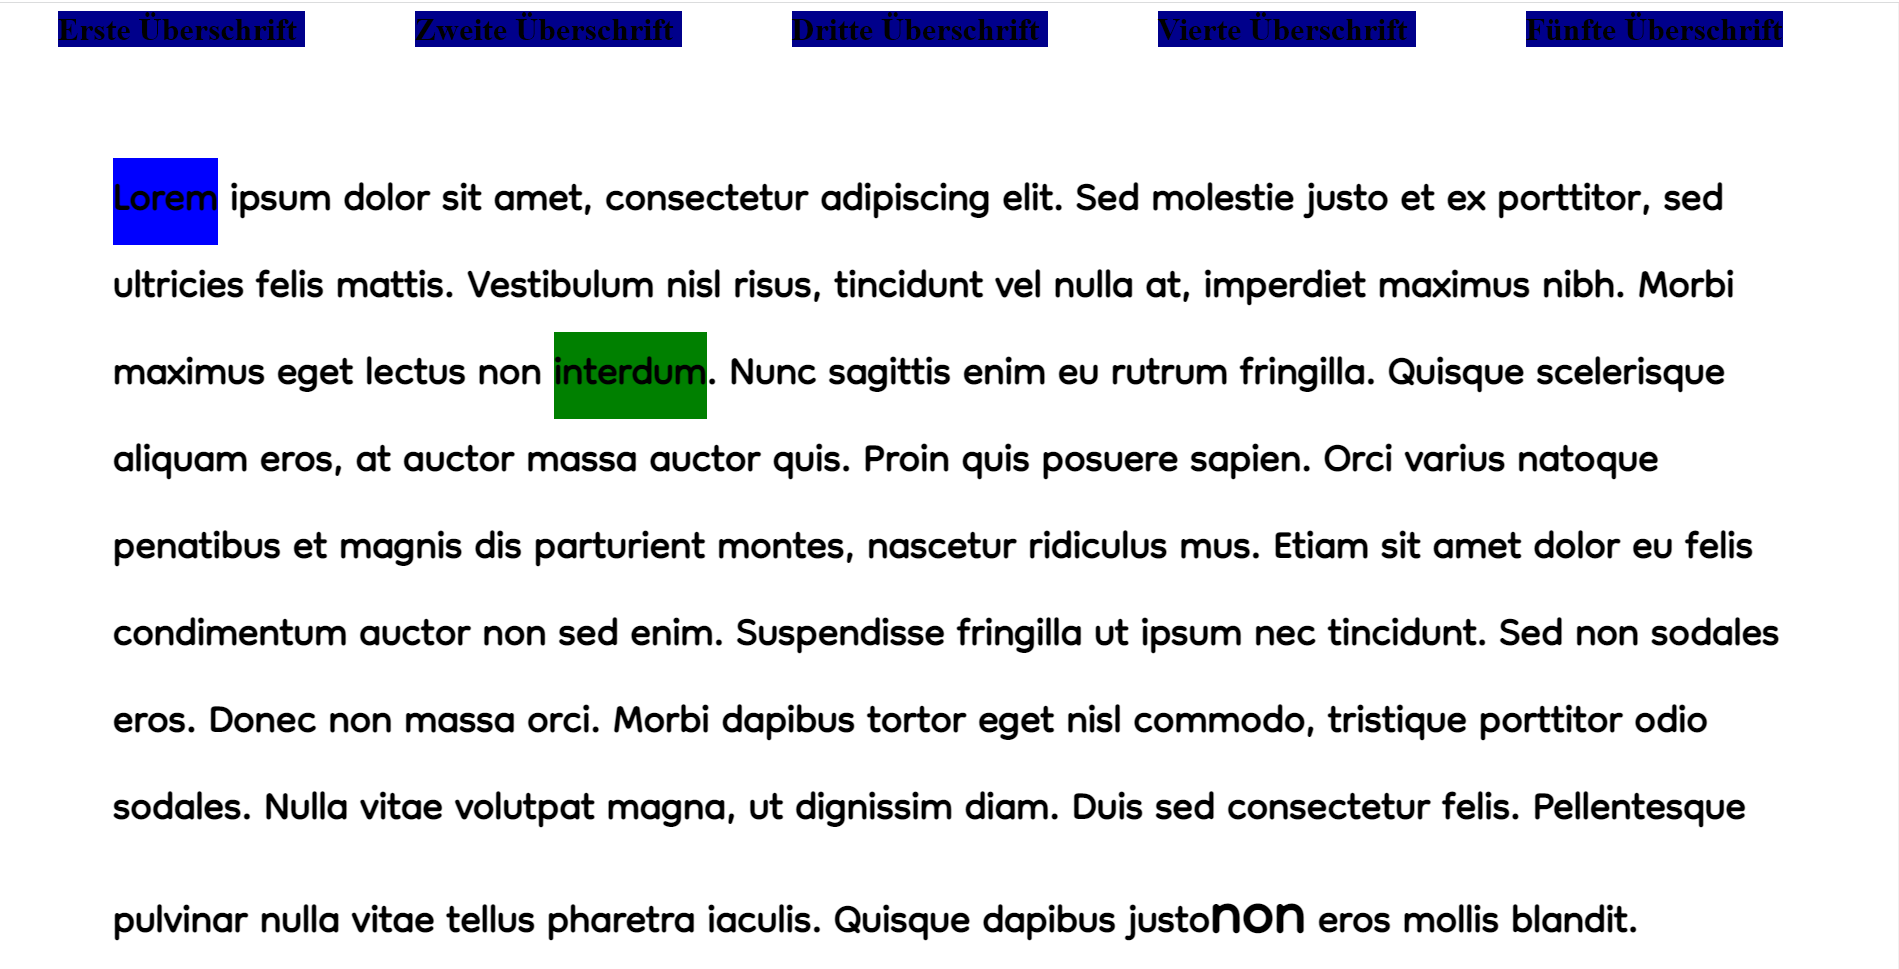 Erste Überschrift Zweite Überschrift Dritte Überschrift Vierte Überschrift Fünfte Überschrift
Lorem ipsum dolor sit amet, consectetur adipiscing elit. Sed molestie justo et ex porttitor, sed
ultricies felis mattis. Vestibulum nisl risus, tincidunt vel nulla at, imperdiet maximus nibh. Morbi
maximus eget lectus non interdum. Nunc sagittis enim eu rutrum fringilla. Quisque scelerisque
aliquam eros, at auctor massa auctor quis. Proin quis posuere sapien. Orci varius natoque
penatibus et magnis dis parturient montes, nascetur ridiculus mus. Etiam sit amet dolor eu felis
condimentum auctor non sed enim. Suspendisse fringilla ut ipsum nec tincidunt. Sed non sodales
eros. Donec non massa orci. Morbi dapibus tortor eget nisl commodo, tristique porttitor odio
sodales. Nulla vitae volutpat magna, ut dignissim diam. Duis sed consectetur felis. Pellentesque
pulvinar nulla vitae tellus pharetra iaculis. Quisque dapibus justonon eros mollis blandit.